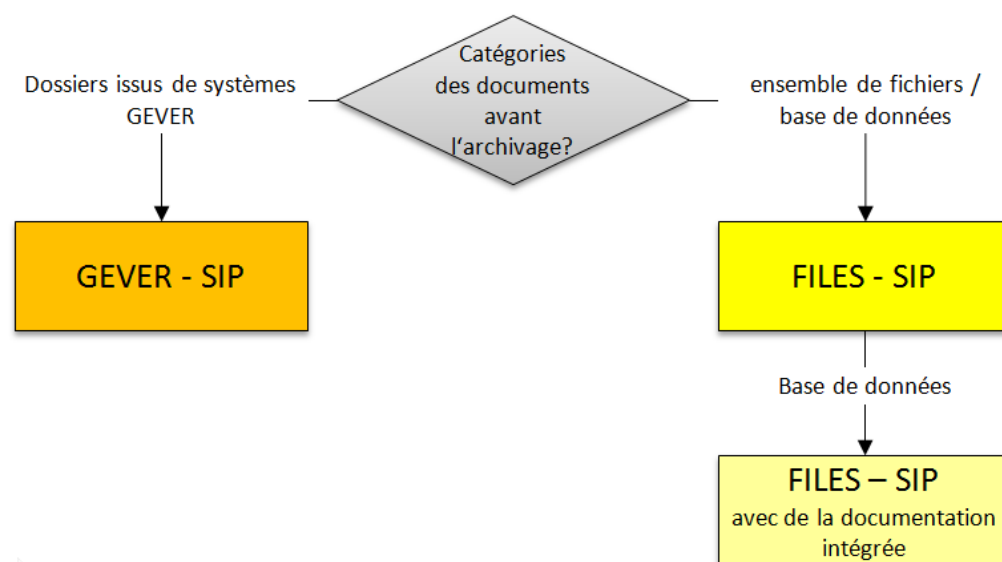 Catégories
des documents
avant
l‘archivage?
Dossiers issus de systèmes
GEVER
ensemble de fichiers /
base de données
GEVER - SIP
FILES - SIP
Base de données
FILES – SIP
avec de la documentation
intégrée